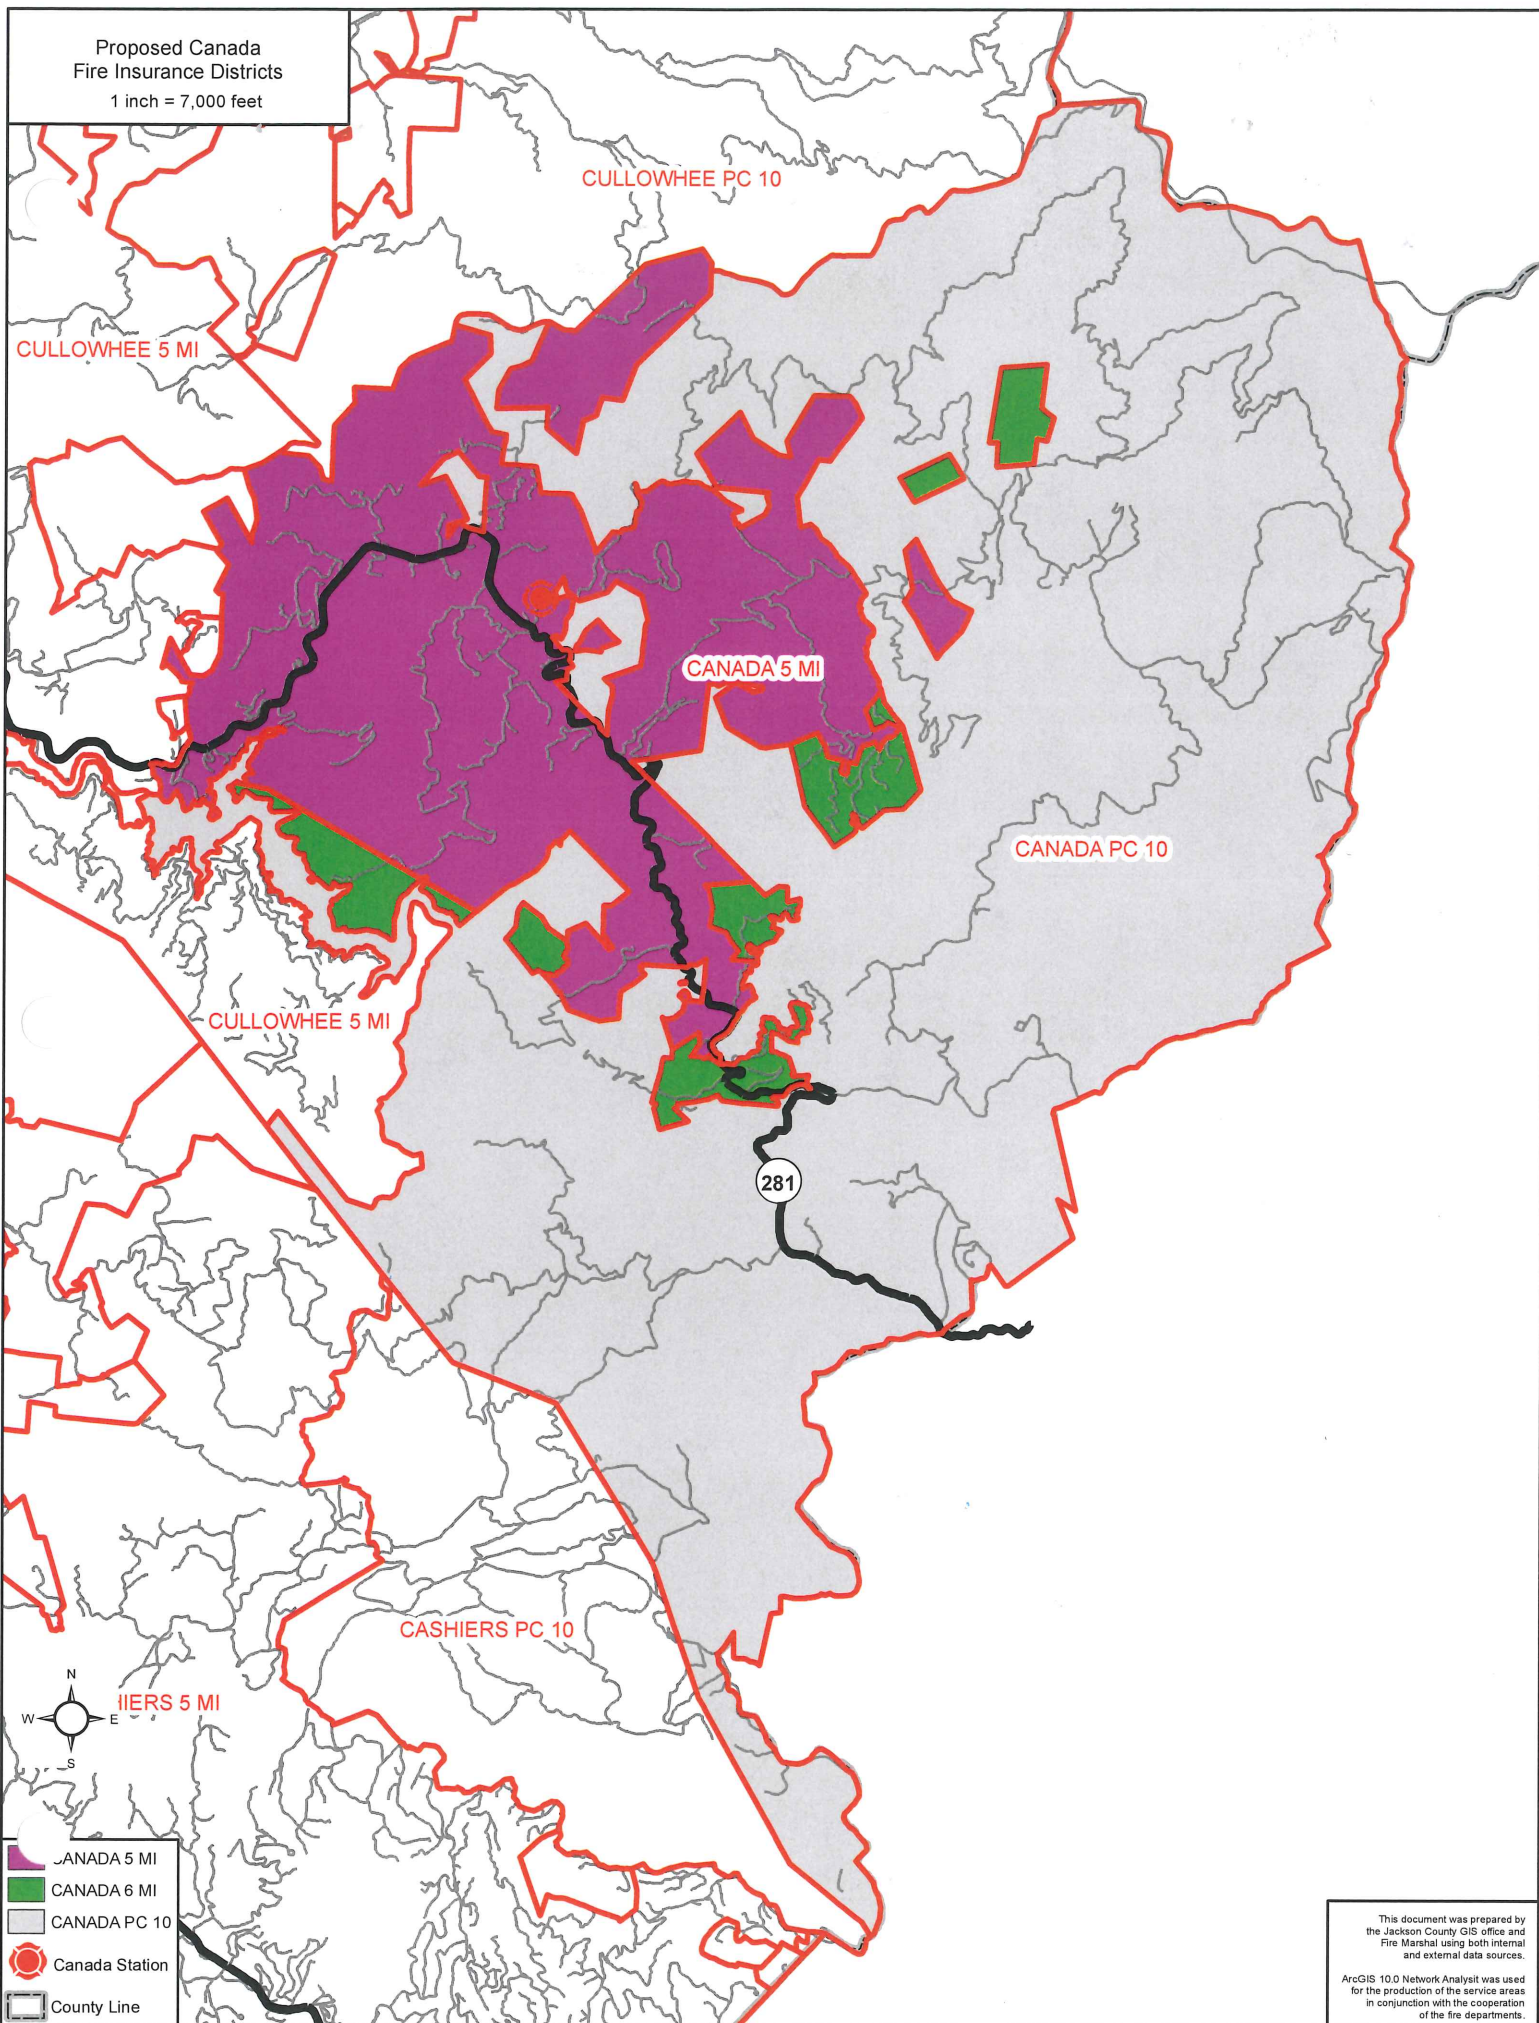 Proposed Canada
Fire Insurance Districts
1 inch = 7,000 feet
CULLOWHEE PC 10
CULLOWHEE 5 MI
CANADA 5 MI
CANADA PC 10
CULLOWHEE 5 MI
281
CASHIERS PC 10
HIERS 5 MI
N
W
E
S
CANADA 5 MI
CANADA 6 MI
CANADA PC 10
Canada Station
County Line
This document was prepared by
the Jackson County GIS office and
Fire Marshal using both internal
and external data sources.
ArcGIS 10.0 Network Analysit was used
for the production of the service areas
in conjunction with the cooperation
of the fire departments.